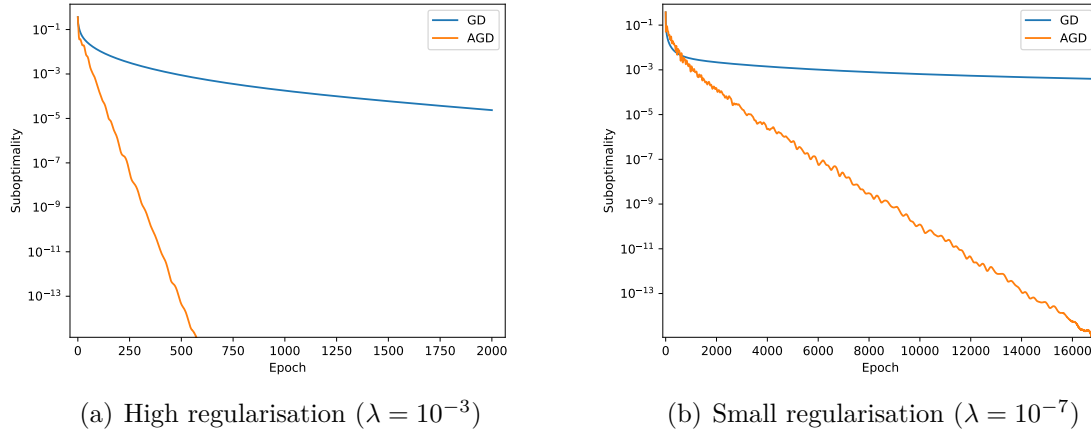 GD
AGD
Suboptimality
10⁻¹
10⁻³
10⁻⁵
10⁻⁷
10⁻⁹
10⁻¹¹
10⁻¹³
0 250 500 750 1000 1250 1500 1750 2000
Epoch
(a) High regularisation (λ = 10⁻³)
GD
AGD
Suboptimality
10⁻¹
10⁻³
10⁻⁵
10⁻⁷
10⁻⁹
10⁻¹¹
10⁻¹³
0 2000 4000 6000 8000 10000 12000 14000 16000
Epoch
(b) Small regularisation (λ = 10⁻⁷)